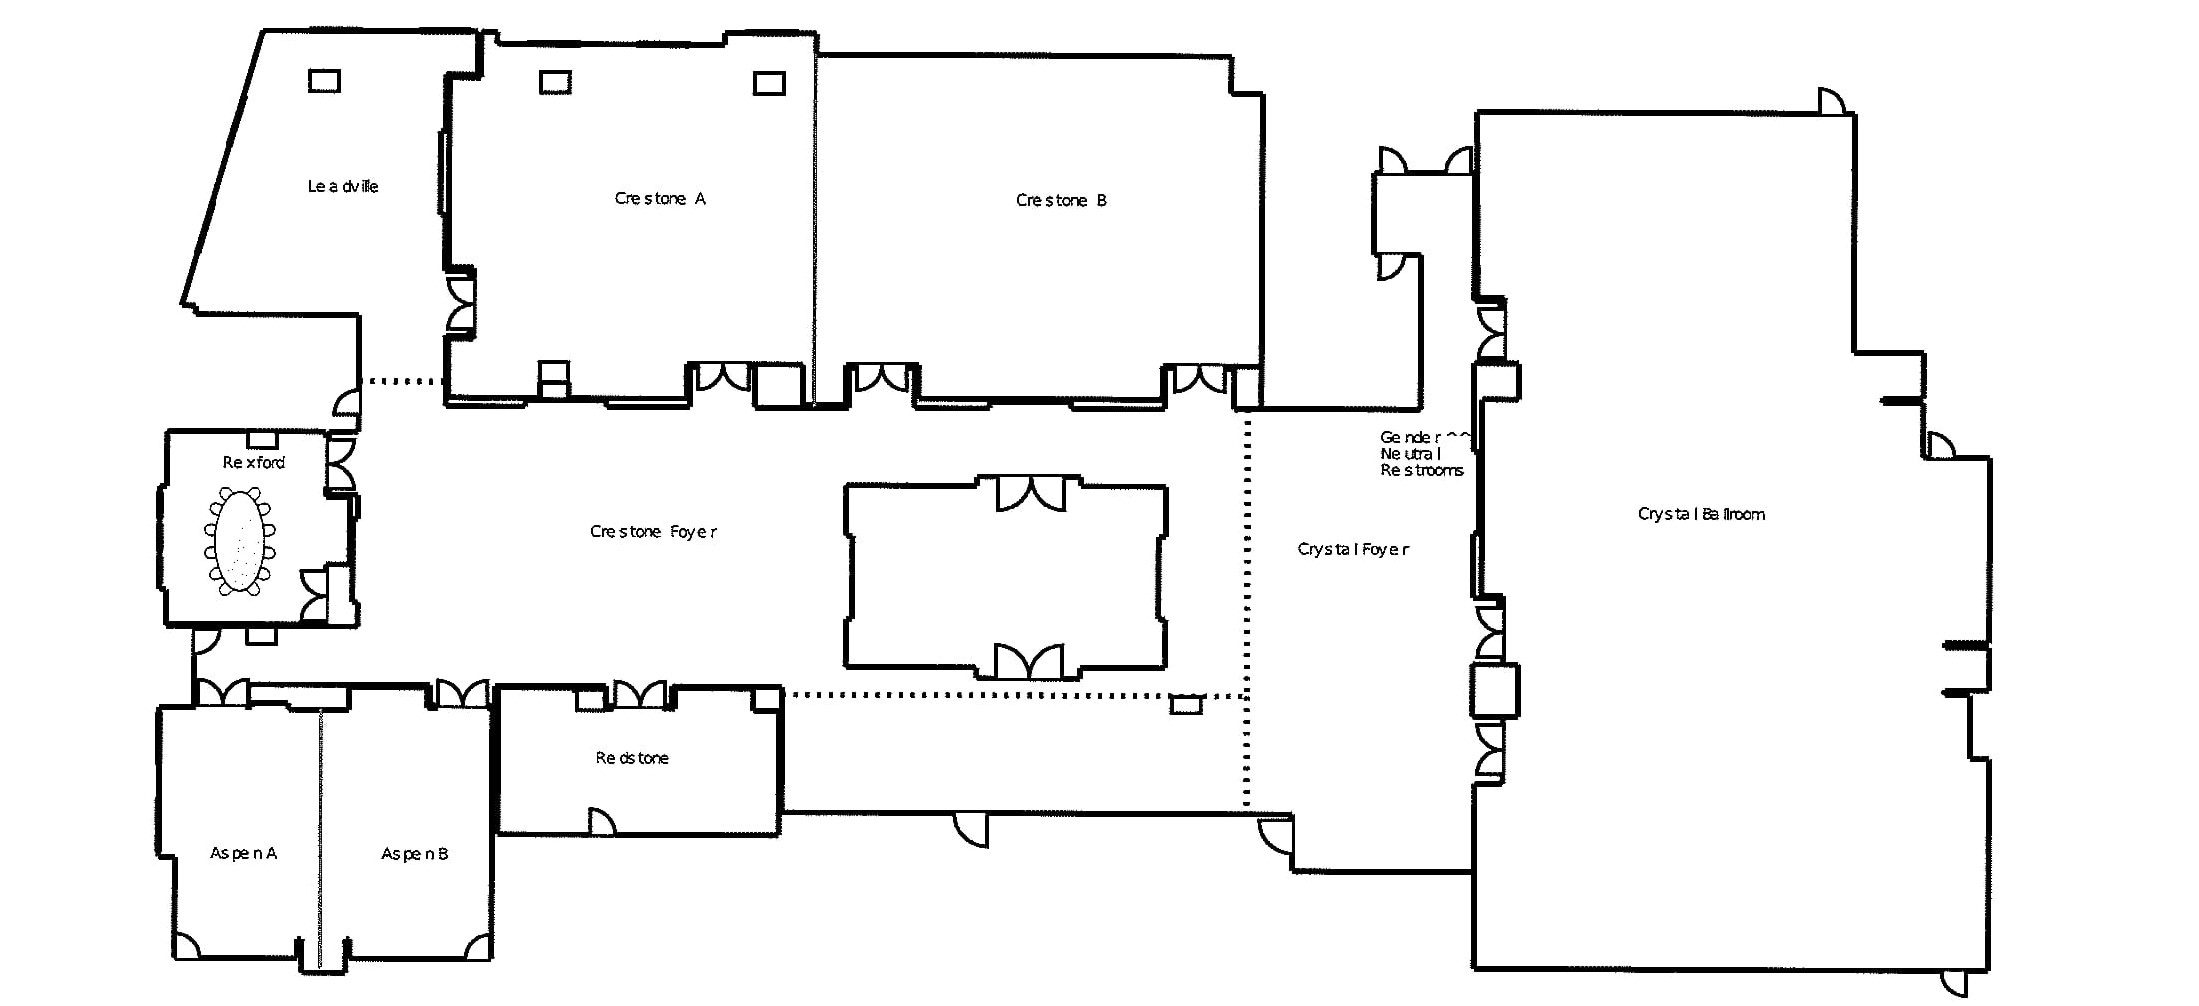 Leadville
Crestone A
Crestone B
Rexford
Gender ^^
Neutral
Restrooms
Crestone Foyer
Crystal Foyer
Crystal Ballroom
Redstone
Aspen A
Aspen B